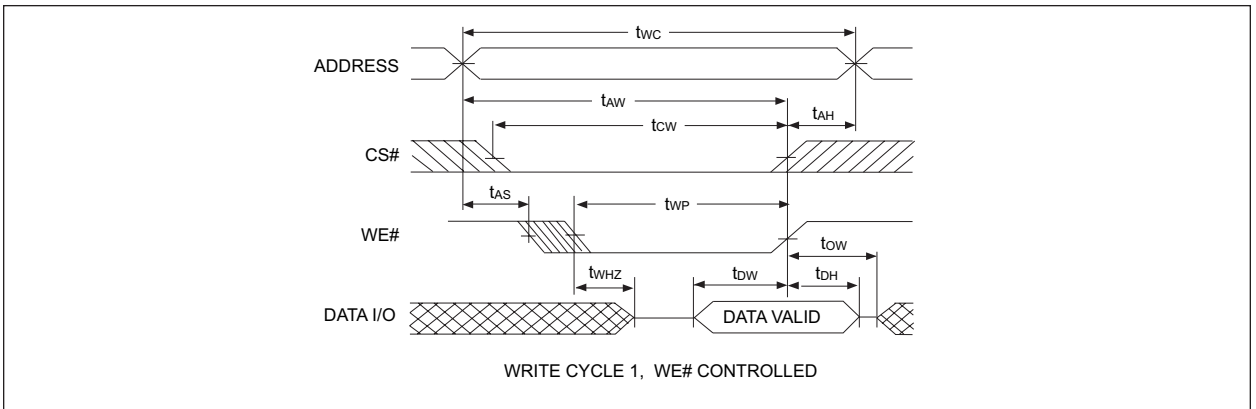 tWC
ADDRESS
tAW
tAH
tCW
CS#
tAS
tWP
WE#
tOW
tWHZ
tDW
tDH
DATA I/O
DATA VALID
WRITE CYCLE 1, WE# CONTROLLED